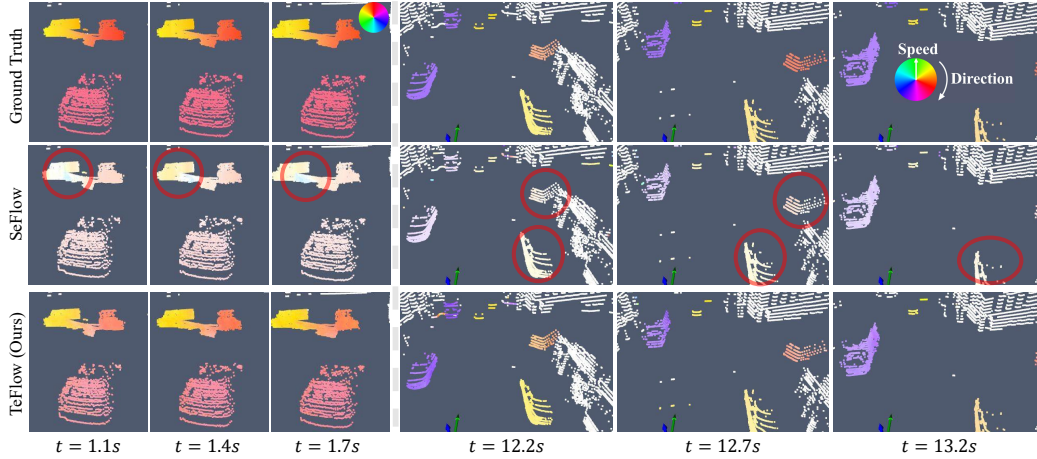 Ground Truth
Speed
Direction
SeFlow
TeFlow (Ours)
t = 1.1s
t = 1.4s
t = 1.7s
t = 12.2s
t = 12.7s
t = 13.2s